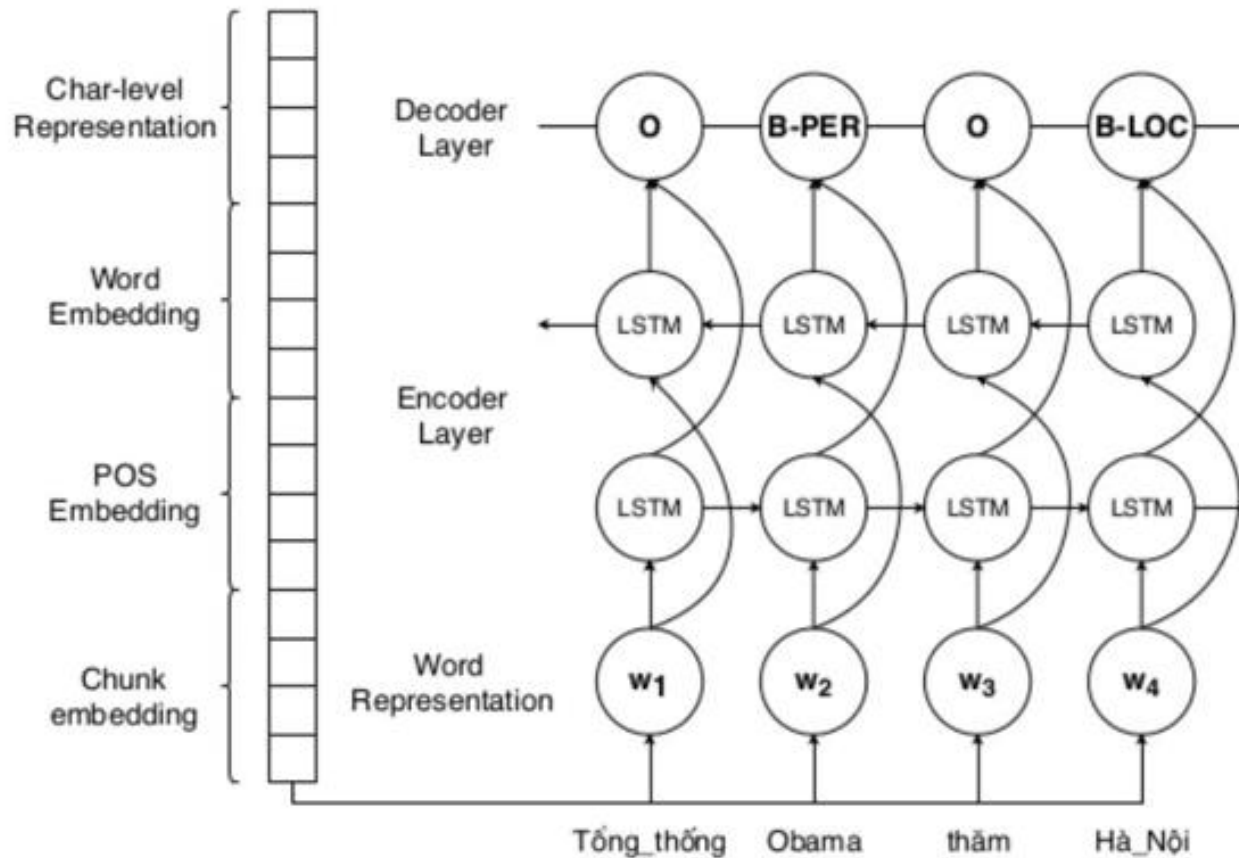 Char-level
Representation
Word
Embedding
POS
Embedding
Chunk
embedding
Decoder
Layer
Encoder
Layer
Word
Representation
O B-PER O B-LOC
LSTM LSTM LSTM LSTM
LSTM LSTM LSTM LSTM
w1 w2 w3 w4
Tổng_thống Obama thăm Hà_Nội